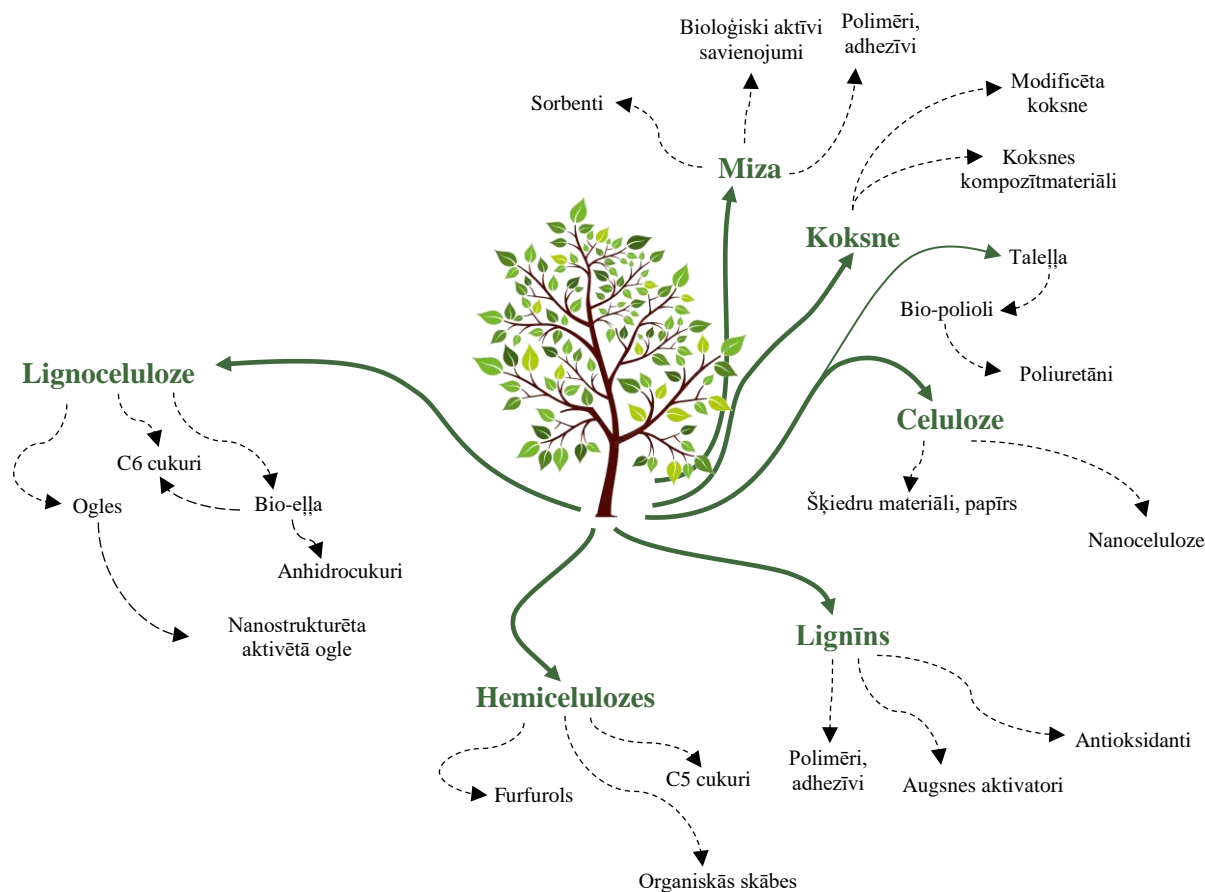 Bioloģiski aktīvi
savienojumi
Polimēri,
adhezīvi
Modificēta
koksne
Sorbenti
Miza
Koksnes
kompozītmateriāli
Koksne
Taleļļa
Bio-polioli
Poliuretāni
Lignoceluloze
Celuloze
C6 cukuri
Ogles
Bio-eļļa
Šķiedru materiāli, papīrs
Nanoceluloze
Anhidrocukuri
Nanostrukturēta
aktivētā ogle
Lignīns
Hemicelulozes
Antioksidanti
Polimēri,
adhezīvi
Augsnes aktivatori
C5 cukuri
Furfurols
Organiskās skābes